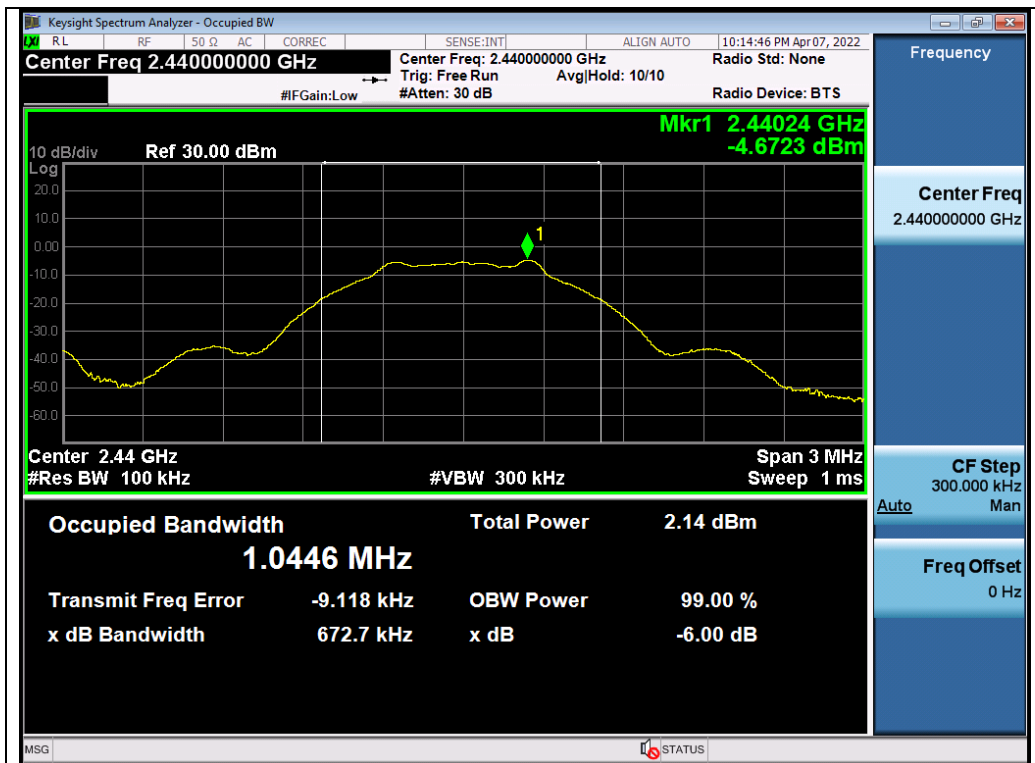 Keysight Spectrum Analyzer - Occupied BW
LXI RL RF 50 Ω AC CORREC SENSE:INT ALIGN AUTO 10:14:46 PM Apr 07, 2022
Center Freq 2.440000000 GHz
Center Freq: 2.440000000 GHz
Radio Std: None
Trig: Free Run Avg|Hold: 10/10
#IFGain:Low
#Atten: 30 dB
Radio Device: BTS
Mkr1 2.44024 GHz
-4.6723 dBm
10 dB/div Ref 30.00 dBm
Log
20.0
10.0
0.00
1
-10.0
-20.0
-30.0
-40.0
-50.0
-60.0
Center 2.44 GHz Span 3 MHz
#Res BW 100 kHz #VBW 300 kHz Sweep 1 ms
Occupied Bandwidth Total Power 2.14 dBm
1.0446 MHz
Transmit Freq Error -9.118 kHz OBW Power 99.00 %
x dB Bandwidth 672.7 kHz x dB -6.00 dB
Frequency
Center Freq
2.440000000 GHz
CF Step
300.000 kHz
Auto Man
Freq Offset
0 Hz
MSG STATUS